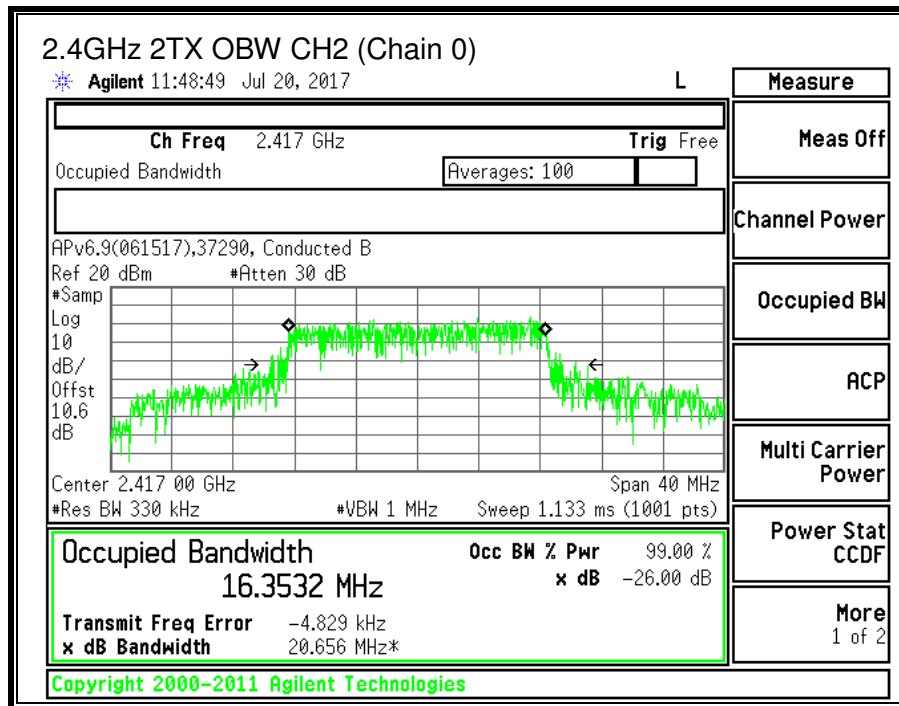 2.4GHz 2TX OBW CH2 (Chain 0)
Agilent 11:48:49 Jul 20, 2017 L
Measure
Ch Freq 2.417 GHz Trig Free
Occupied Bandwidth Averages: 100
APv6.9(061517),37290, Conducted B
Ref 20 dBm #Atten 30 dB
#Samp
Log
10
dB/
Offst
10.6
dB
Center 2.417 00 GHz Span 40 MHz
#Res BW 330 kHz #VBW 1 MHz Sweep 1.133 ms (1001 pts)
Occupied Bandwidth Occ BW % Pwr 99.00 %
16.3532 MHz x dB -26.00 dB
Transmit Freq Error -4.829 kHz
x dB Bandwidth 20.656 MHz*
Meas Off
Channel Power
Occupied BW
ACP
Multi Carrier
Power
Power Stat
CCDF
More
1 of 2
Copyright 2000-2011 Agilent Technologies